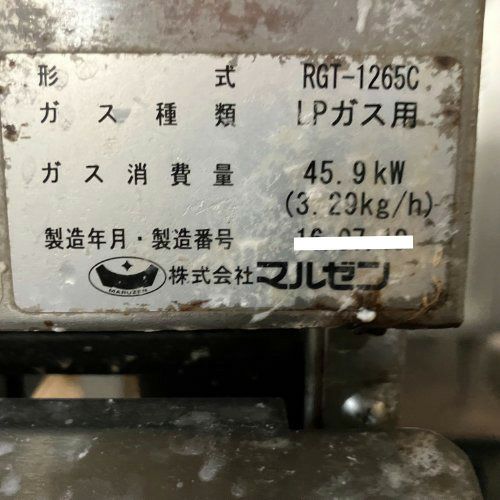 形式 RGT-1265C
ガス種類 LPガス用
ガス消費量 45.9kW
(3.29kg/h)
製造年月・製造番号
MARUZEN 株式会社 マルゼン